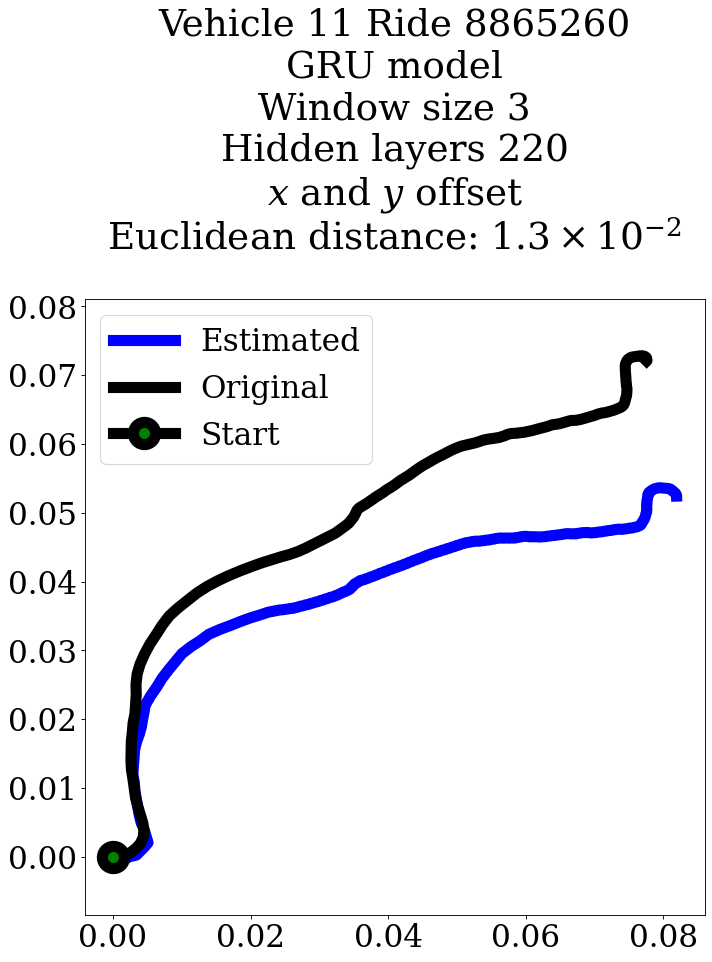 Vehicle 11 Ride 8865260
GRU model
Window size 3
Hidden layers 220
x and y offset
Euclidean distance: 1.3 × 10⁻²
Estimated
Original
Start
0.08
0.07
0.06
0.05
0.04
0.03
0.02
0.01
0.00
0.00 0.02 0.04 0.06 0.08